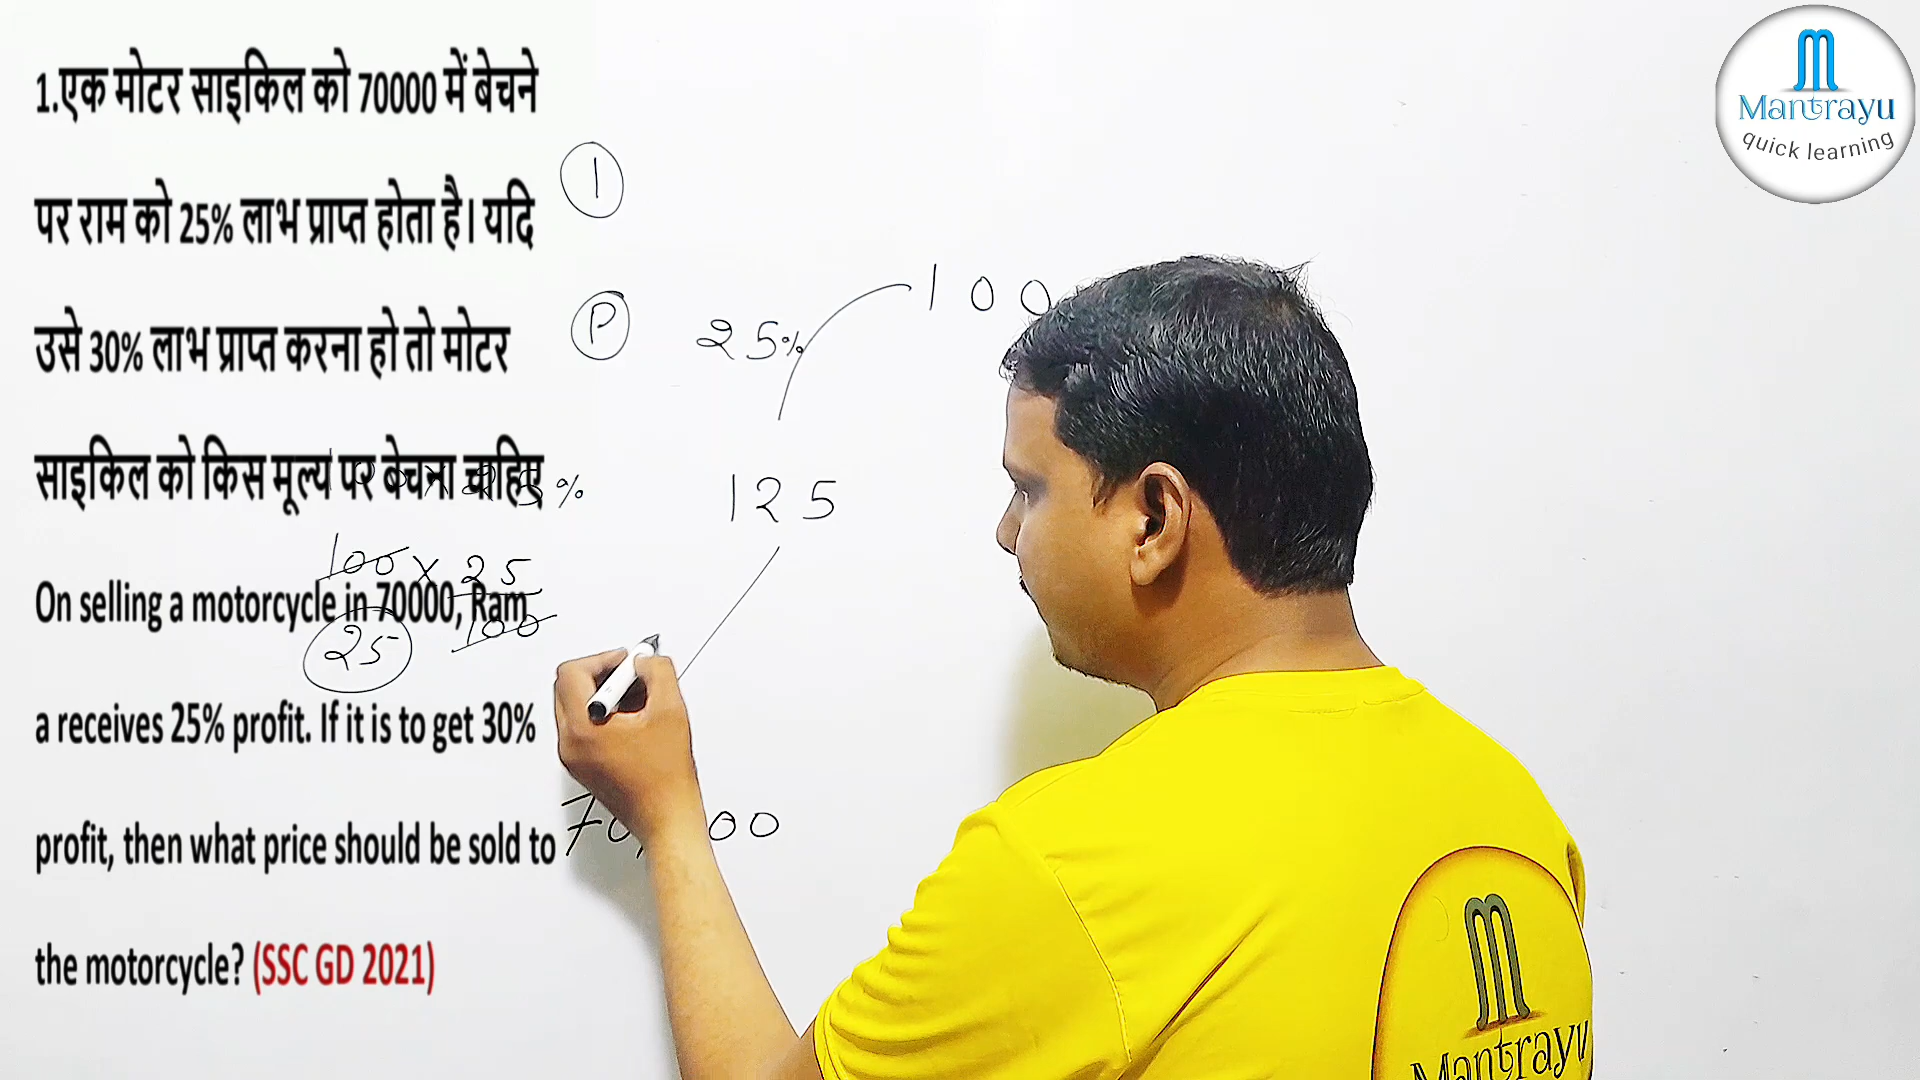 1.एक मोटर साइकिल को 70000 में बेचने
पर राम को 25% लाभ प्राप्त होता है। यदि
उसे 30% लाभ प्राप्त करना हो तो मोटर
साइकिल को किस मूल्य पर बेचना चाहिए
On selling a motorcycle in 70000, Ram
a receives 25% profit. If it is to get 30%
profit, then what price should be sold to
the motorcycle? (SSC GD 2021)
1
P
25%
100
125
100 x 25%
100 x 25
100
25
Mantrayu
quick learning
Mantrayu